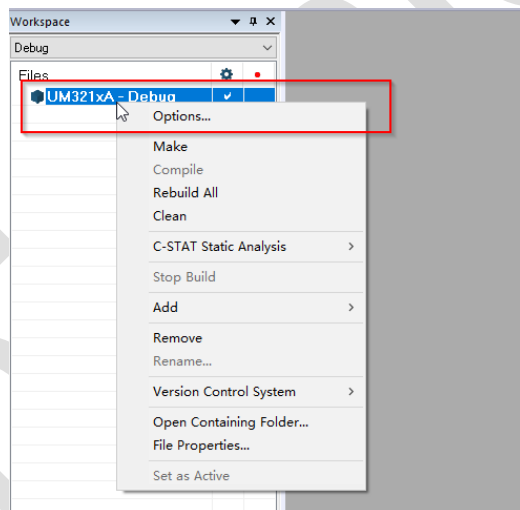 Workspace
Debug
Files
UM321xA - Debug
Options...
Make
Compile
Rebuild All
Clean
C-STAT Static Analysis
Stop Build
Add
Remove
Rename...
Version Control System
Open Containing Folder...
File Properties...
Set as Active